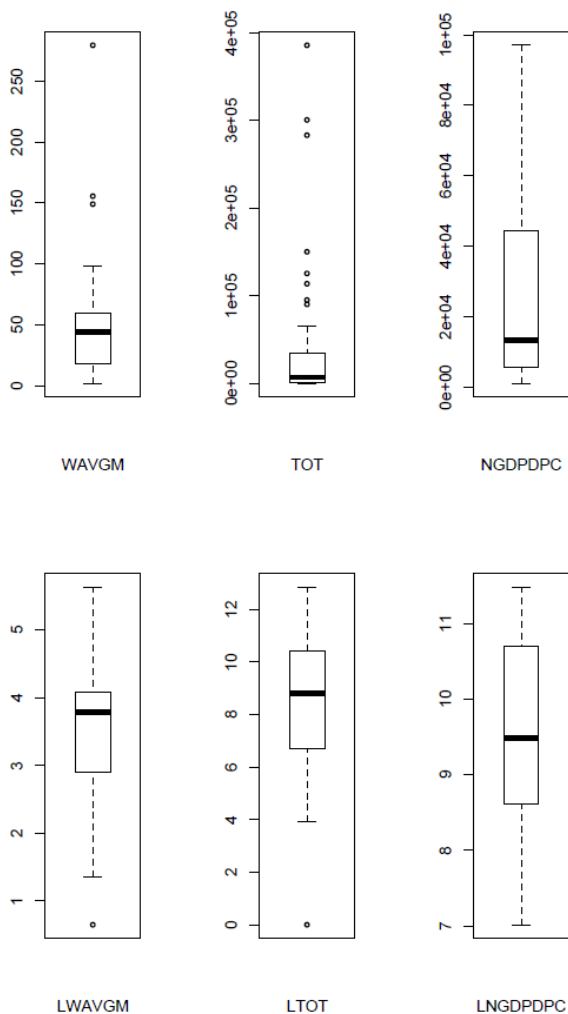 0 50 100 150 200 250
0e+00 1e+05 2e+05 3e+05 4e+05
0e+00 2e+04 4e+04 6e+04 8e+04 1e+05
WAVGM TOT NGDPDPC
1 2 3 4 5
0 2 4 6 8 10 12
7 8 9 10 11
LWAVGM LTOT LNGDPDPC